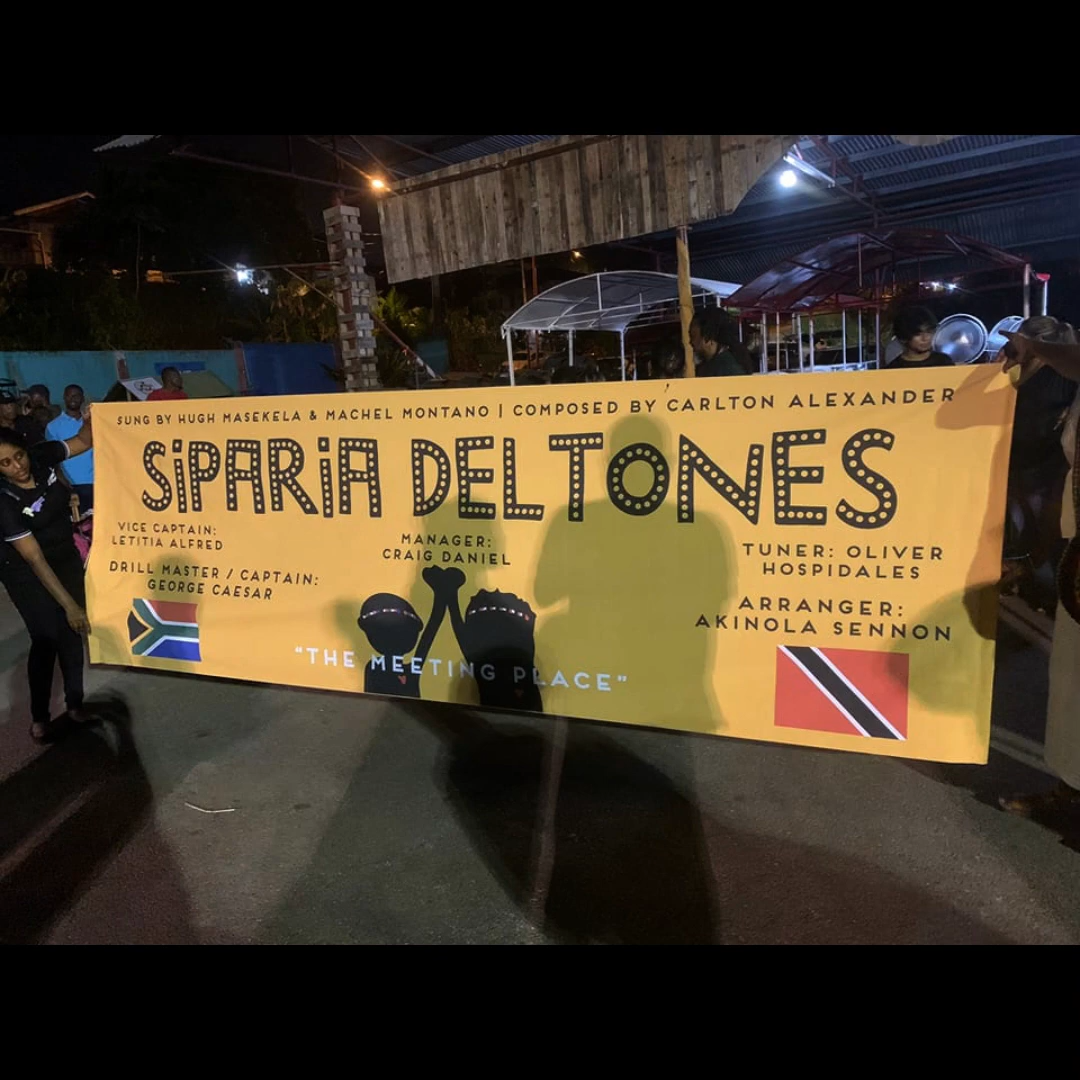 SUNG BY HUGH MASEKELA & MACHEL MONTANO | COMPOSED BY CARLTON ALEXANDER
SiPARiA DELTONES
VICE CAPTAIN:
LETITIA ALFRED
DRILL MASTER / CAPTAIN:
GEORGE CAESAR
MANAGER:
CRAIG DANIEL
TUNER: OLIVER
HOSPIDALES
ARRANGER:
AKINOLA SENNON
"THE MEETING PLACE"